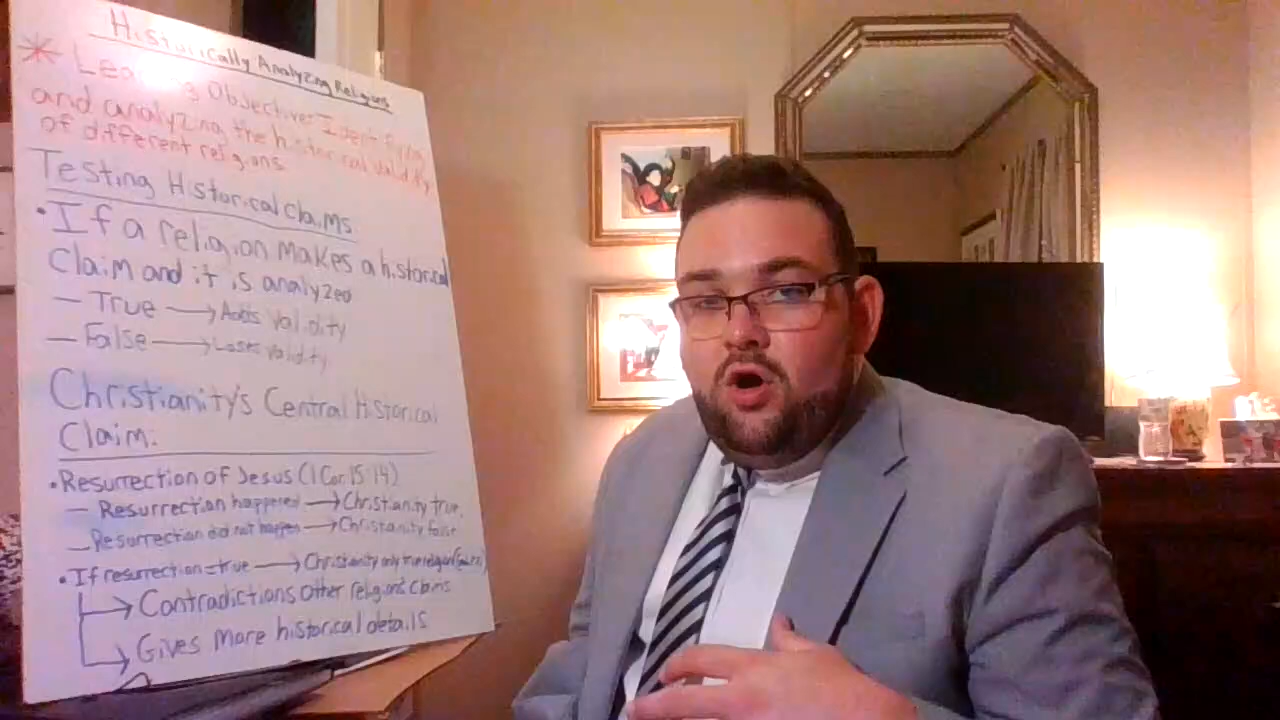 Historically Analyzing Religions
* Learning Objective: Identifying
and analyzing the historical validity
of different religions
Testing Historical Claims
• If a religion makes a historical
Claim and it is analyzed
— True → Adds validity
— False → Loses validity
Christianity's Central Historical
Claim:
• Resurrection of Jesus (1 Cor. 15:14)
— Resurrection happened → Christianity true
— Resurrection did not happen → Christianity false
• If resurrection = true → Christianity only true religion
→ Contradictions other religions claims
→ Gives more historical details